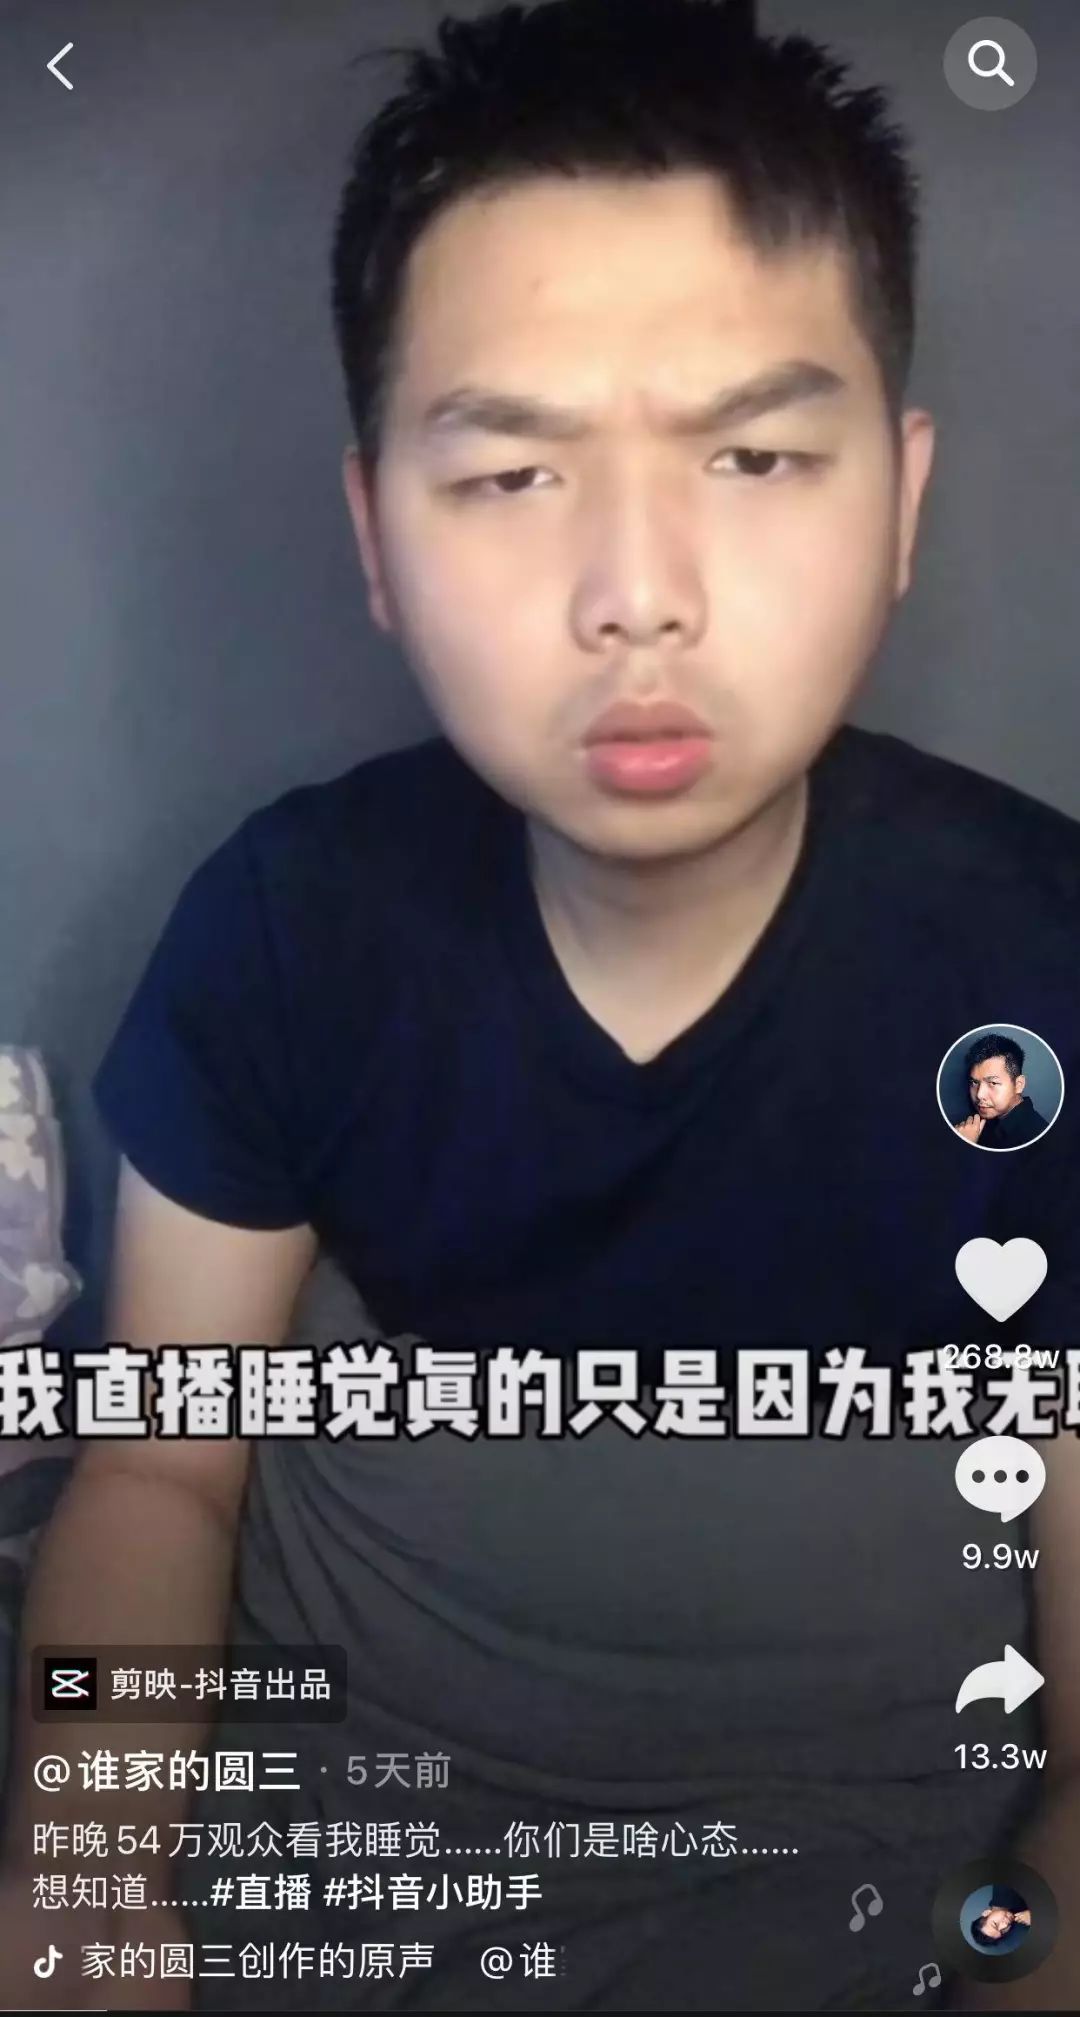 268.8w
我直播睡觉真的只是因为我无
9.9w
13.3w
剪映-抖音出品
@谁家的圆三 · 5天前
昨晚54万观众看我睡觉......你们是啥心态......
想知道......#直播 #抖音小助手
家的圆三创作的原声 @谁